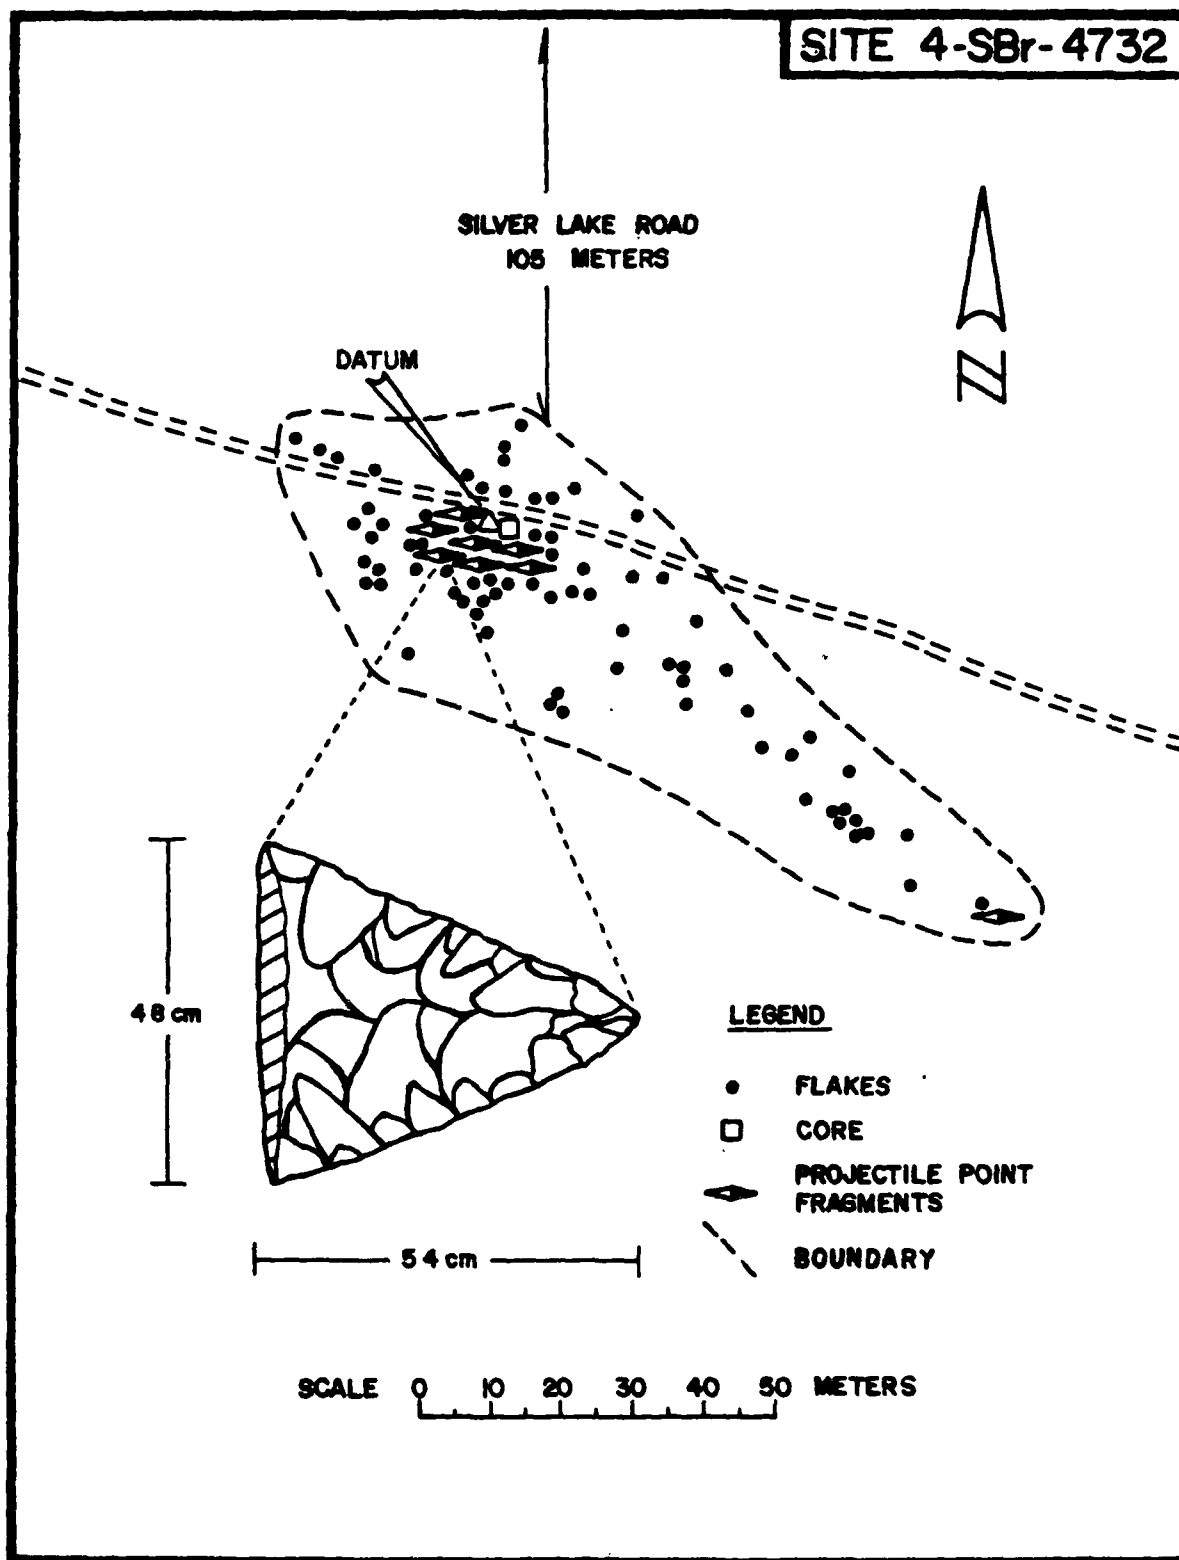 SITE 4-SBr-4732
SILVER LAKE ROAD
105 METERS
N
DATUM
48 cm
54 cm
LEGEND
FLAKES
CORE
PROJECTILE POINT
FRAGMENTS
BOUNDARY
SCALE 0 10 20 30 40 50 METERS